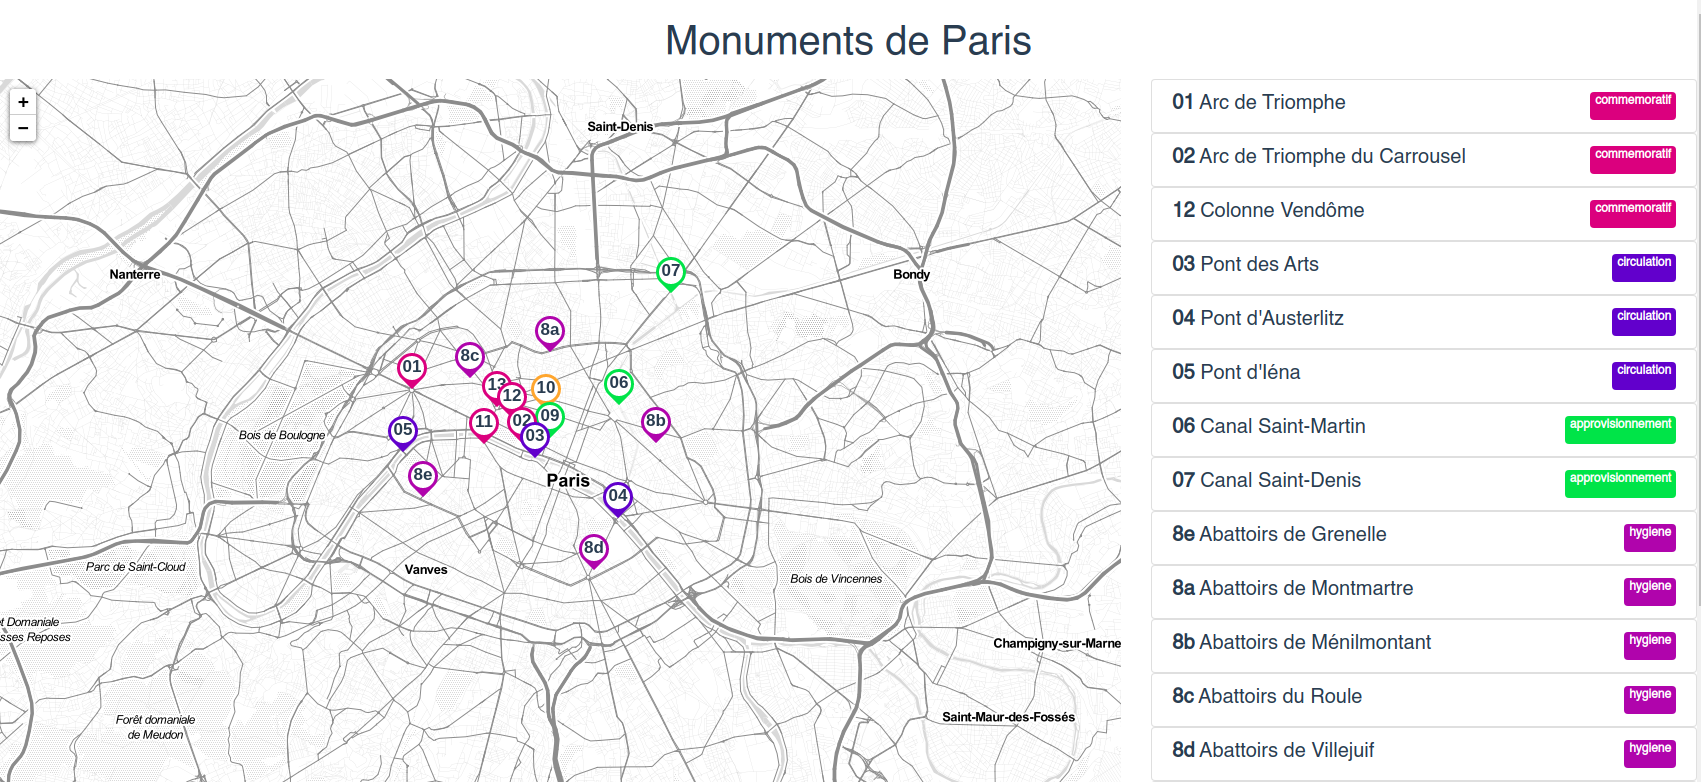 Monuments de Paris
+
−
Saint-Denis
Nanterre
Bondy
07
8a
8c
01
13
12
10
06
11
02
09
03
8b
05
Bois de Boulogne
8e
Paris
04
8d
Parc de Saint-Cloud
Vanves
Bois de Vincennes
t Domaniale
sses Reposes
Champigny-sur-Marne
Forêt domaniale
de Meudon
Saint-Maur-des-Fossés
01 Arc de Triomphe commemoratif
02 Arc de Triomphe du Carrousel commemoratif
12 Colonne Vendôme commemoratif
03 Pont des Arts circulation
04 Pont d'Austerlitz circulation
05 Pont d'Iéna circulation
06 Canal Saint-Martin approvisionnement
07 Canal Saint-Denis approvisionnement
8e Abattoirs de Grenelle hygiene
8a Abattoirs de Montmartre hygiene
8b Abattoirs de Ménilmontant hygiene
8c Abattoirs du Roule hygiene
8d Abattoirs de Villejuif hygiene